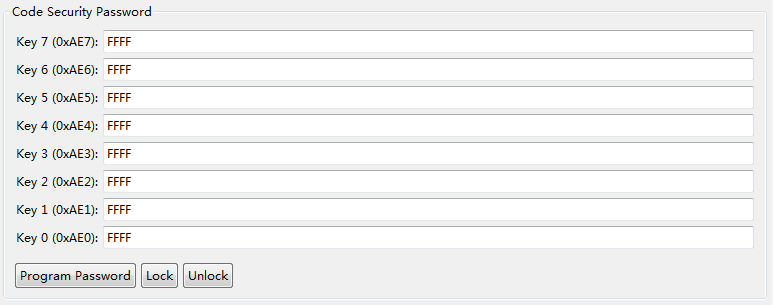 Code Security Password
Key 7 (0xAE7): FFFF
Key 6 (0xAE6): FFFF
Key 5 (0xAE5): FFFF
Key 4 (0xAE4): FFFF
Key 3 (0xAE3): FFFF
Key 2 (0xAE2): FFFF
Key 1 (0xAE1): FFFF
Key 0 (0xAE0): FFFF
Program Password Lock Unlock